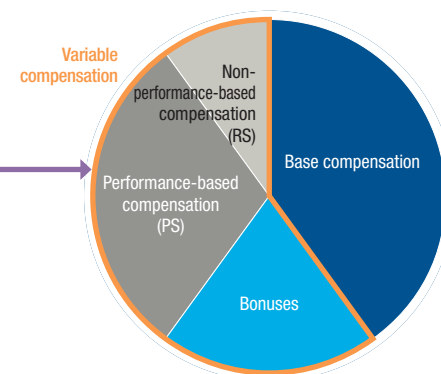 Variable
compensation
Non-
performance-based
compensation
(RS)
Base compensation
Performance-based
compensation
(PS)
Bonuses